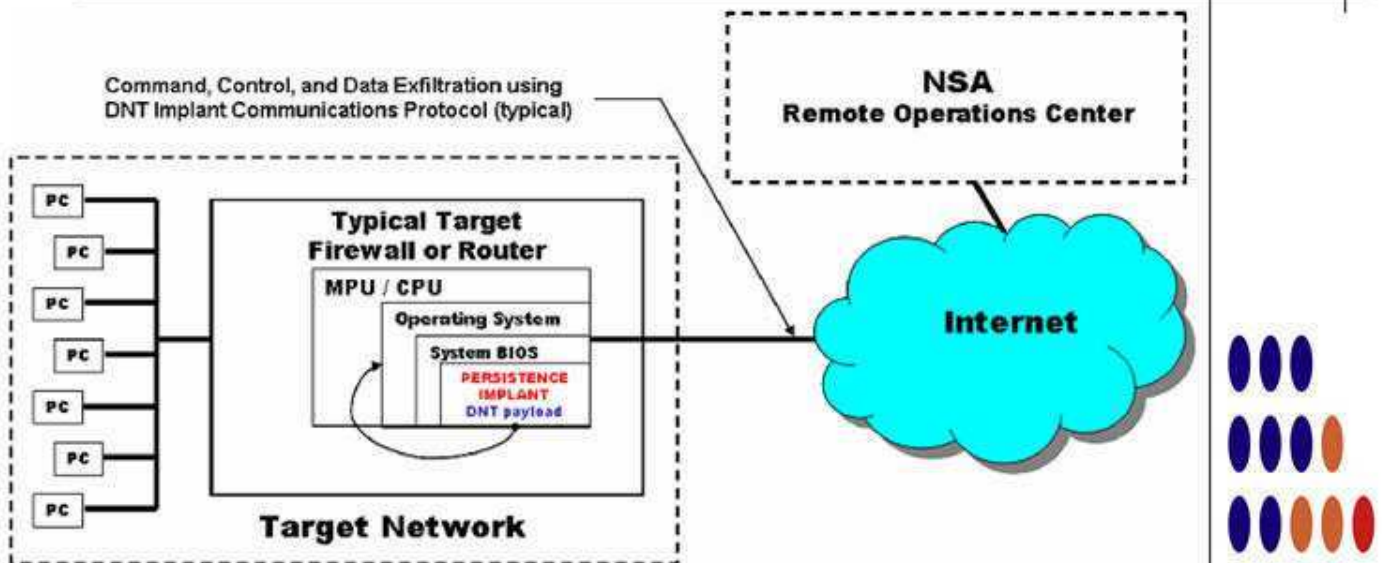 Command, Control, and Data Exfiltration using
DNT Implant Communications Protocol (typical)
NSA
Remote Operations Center
PC
PC
PC
PC
PC
PC
PC
Typical Target
Firewall or Router
MPU / CPU
Operating System
System BIOS
PERSISTENCE
IMPLANT
DNT payload
Internet
Target Network